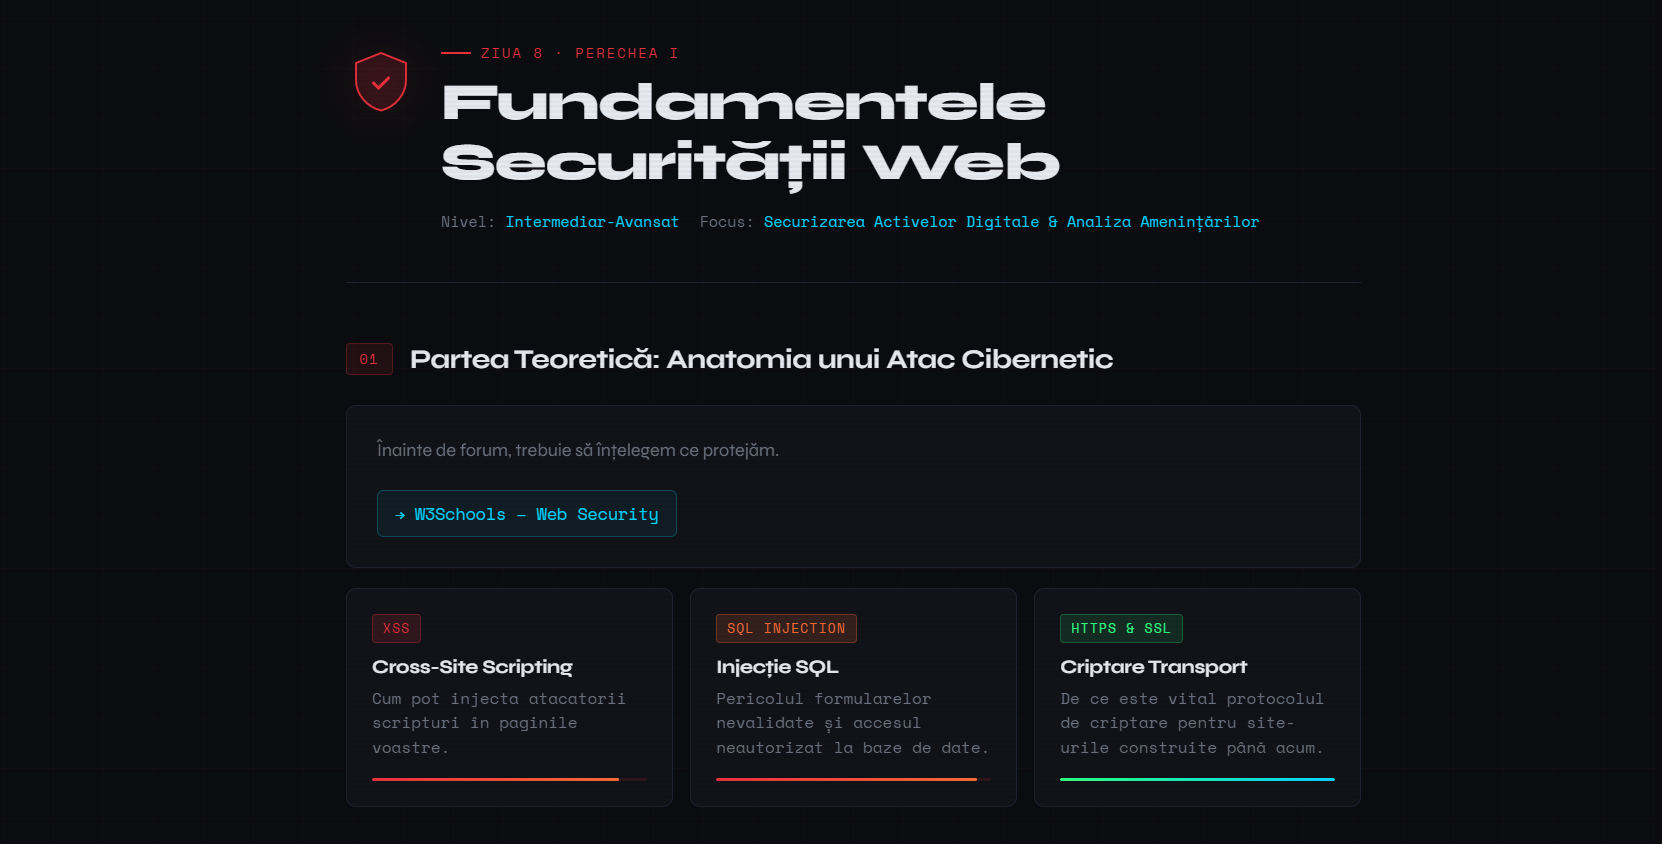 ZIUA 8 · PERECHEA I
Fundamentele
Securității Web
Nivel: Intermediar-Avansat Focus: Securizarea Activelor Digitale & Analiza Amenințărilor
01 Partea Teoretică: Anatomia unui Atac Cibernetic
Înainte de forum, trebuie să înțelegem ce protejăm.
→ W3Schools — Web Security
XSS
Cross-Site Scripting
Cum pot injecta atacatorii
scripturi în paginile
voastre.
SQL INJECTION
Injecție SQL
Pericolul formularelor
nevalidate și accesul
neautorizat la baze de date.
HTTPS & SSL
Criptare Transport
De ce este vital protocolul
de criptare pentru site-
urile construite până acum.